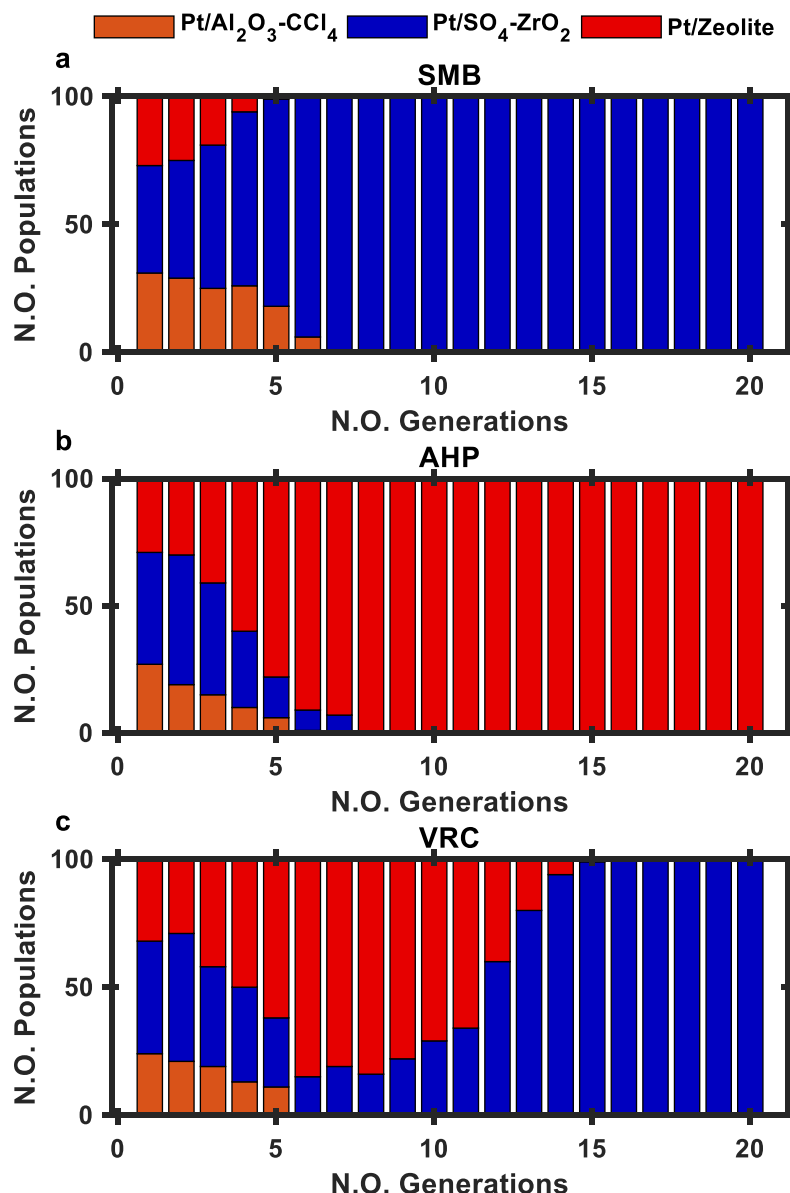 Pt/Al₂O₃-CCl₄ Pt/SO₄-ZrO₂ Pt/Zeolite
a
SMB
100
50
0
N.O. Populations
0 5 10 15 20
N.O. Generations
b
AHP
100
50
0
N.O. Populations
0 5 10 15 20
N.O. Generations
c
VRC
100
50
0
N.O. Populations
0 5 10 15 20
N.O. Generations